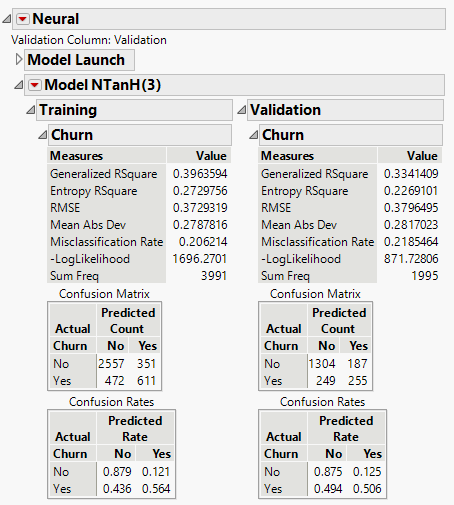 Neural
Validation Column: Validation
Model Launch
Model NTanH(3)
Training
Churn
Measures Value
Generalized RSquare 0.3963594
Entropy RSquare 0.2729756
RMSE 0.3729319
Mean Abs Dev 0.2787816
Misclassification Rate 0.206214
-LogLikelihood 1696.2701
Sum Freq 3991
Confusion Matrix
Predicted
Actual Count
Churn No Yes
No 2557 351
Yes 472 611
Confusion Rates
Predicted
Actual Rate
Churn No Yes
No 0.879 0.121
Yes 0.436 0.564
Validation
Churn
Measures Value
Generalized RSquare 0.3341409
Entropy RSquare 0.2269101
RMSE 0.3796495
Mean Abs Dev 0.2817023
Misclassification Rate 0.2185464
-LogLikelihood 871.72806
Sum Freq 1995
Confusion Matrix
Predicted
Actual Count
Churn No Yes
No 1304 187
Yes 249 255
Confusion Rates
Predicted
Actual Rate
Churn No Yes
No 0.875 0.125
Yes 0.494 0.506